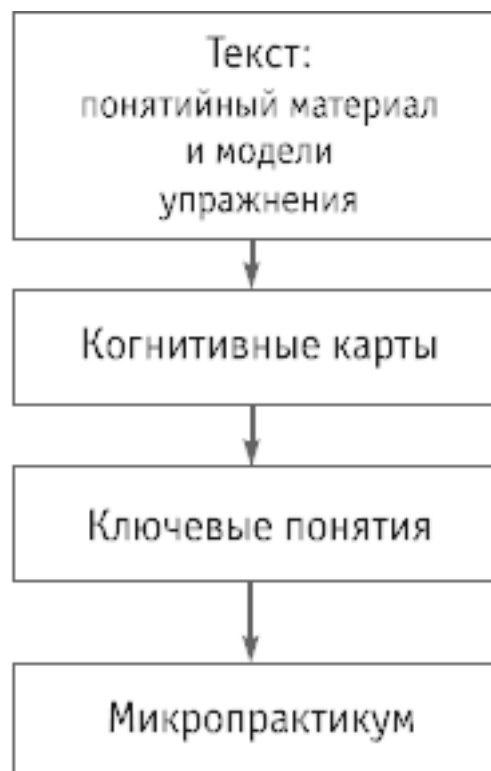 Текст:
понятийный материал
и модели
упражнения
Когнитивные карты
Ключевые понятия
Микропрактикум